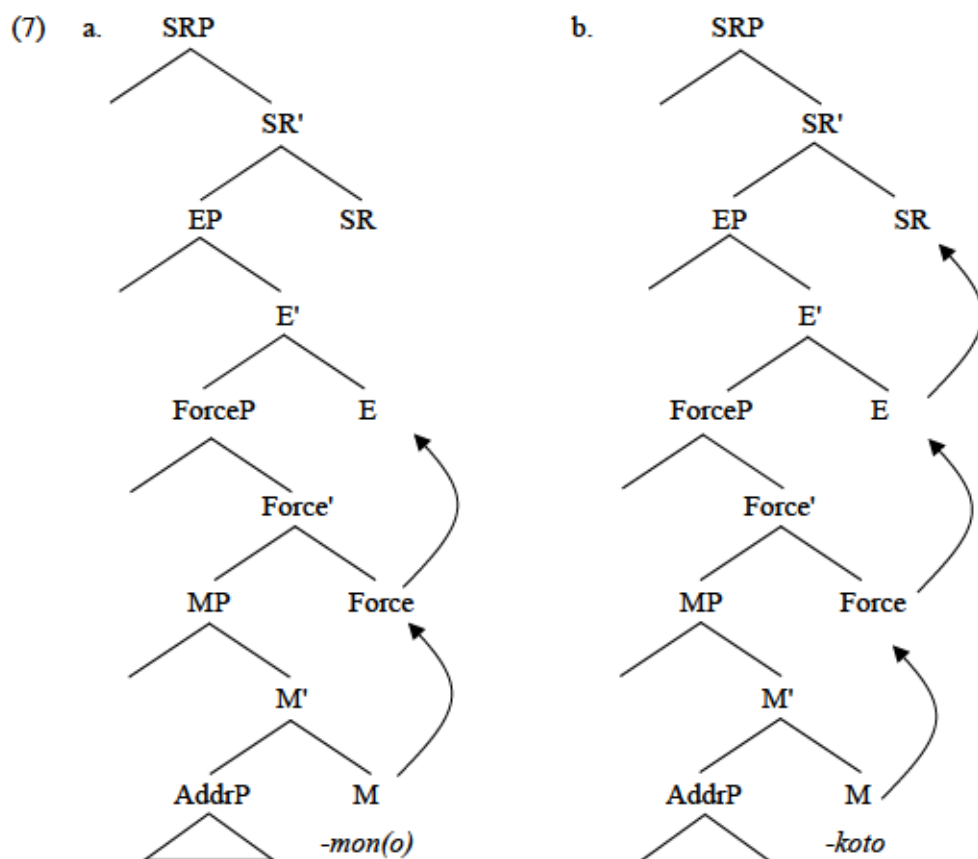 (7) a. SRP b. SRP
SR' SR'
EP SR EP SR
E' E'
ForceP E ForceP E
Force' Force'
MP Force MP Force
M' M'
AddrP M AddrP M
-mon(o) -koto